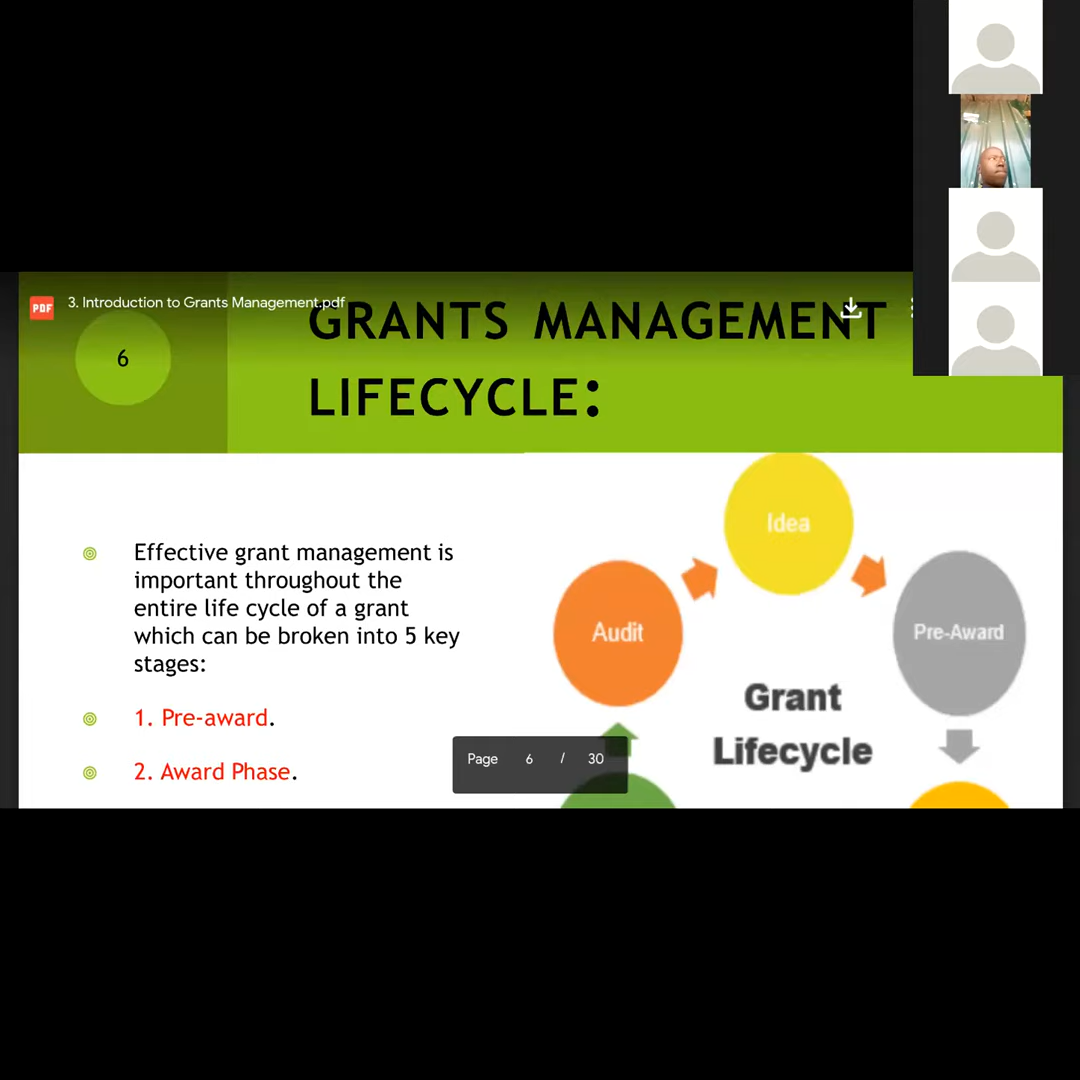 PDF
3. Introduction to Grants Management.pdf
6
GRANTS MANAGEMENT
LIFECYCLE:
Effective grant management is
important throughout the
entire life cycle of a grant
which can be broken into 5 key
stages:
1. Pre-award.
2. Award Phase.
Idea
Audit
Pre-Award
Grant
Lifecycle
Page 6 / 30